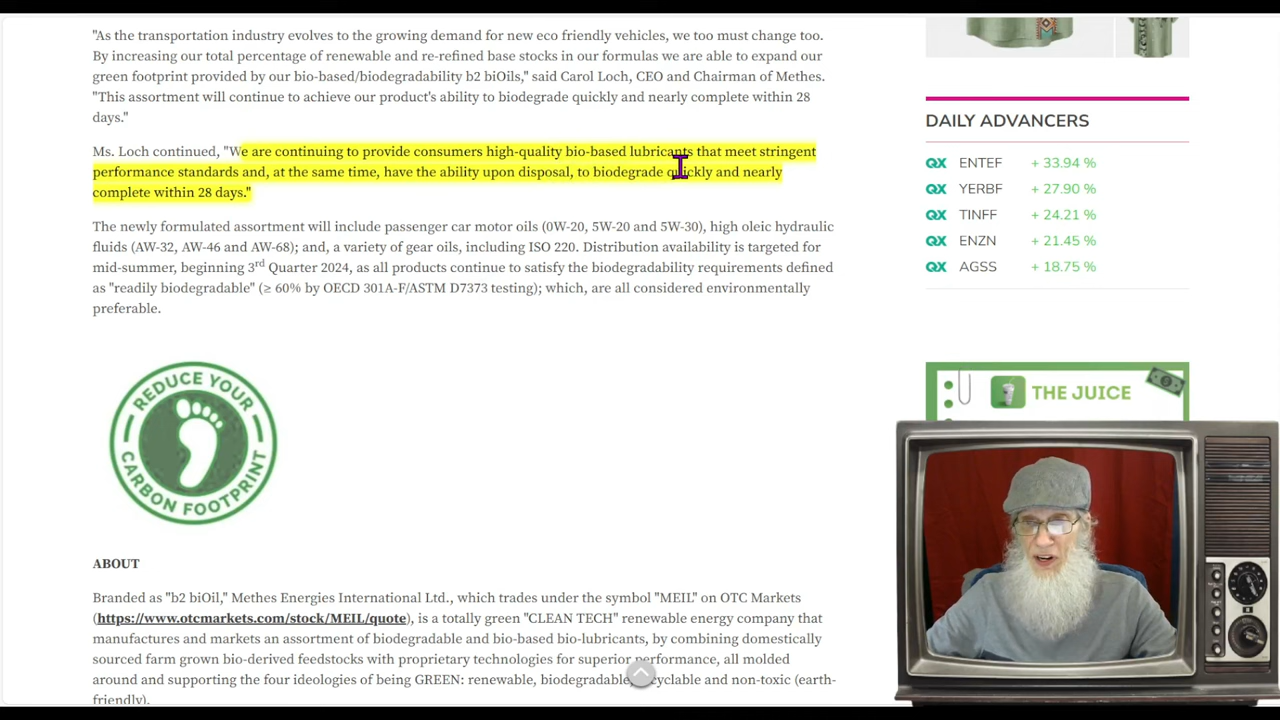 "As the transportation industry evolves to the growing demand for new eco friendly vehicles, we too must change too.
By increasing our total percentage of renewable and re-refined base stocks in our formulas we are able to expand our
green footprint provided by our bio-based/biodegradability b2 biOils," said Carol Loch, CEO and Chairman of Methes.
"This assortment will continue to achieve our product's ability to biodegrade quickly and nearly complete within 28
days."
Ms. Loch continued, "We are continuing to provide consumers high-quality bio-based lubricants that meet stringent
performance standards and, at the same time, have the ability upon disposal, to biodegrade quickly and nearly
complete within 28 days."
The newly formulated assortment will include passenger car motor oils (0W-20, 5W-20 and 5W-30), high oleic hydraulic
fluids (AW-32, AW-46 and AW-68); and, a variety of gear oils, including ISO 220. Distribution availability is targeted for
mid-summer, beginning 3rd Quarter 2024, as all products continue to satisfy the biodegradability requirements defined
as "readily biodegradable" (≥ 60% by OECD 301A-F/ASTM D7373 testing); which, are all considered environmentally
preferable.
REDUCE YOUR
CARBON FOOTPRINT
ABOUT
Branded as "b2 biOil," Methes Energies International Ltd., which trades under the symbol "MEIL" on OTC Markets
(https://www.otcmarkets.com/stock/MEIL/quote), is a totally green "CLEAN TECH" renewable energy company that
manufactures and markets an assortment of biodegradable and bio-based bio-lubricants, by combining domestically
sourced farm grown bio-derived feedstocks with proprietary technologies for superior performance, all molded
around and supporting the four ideologies of being GREEN: renewable, biodegradable, cyclable and non-toxic (earth-
friendly).
DAILY ADVANCERS
QX ENTEF + 33.94 %
QX YERBF + 27.90 %
QX TINFF + 24.21 %
QX ENZN + 21.45 %
QX AGSS + 18.75 %
THE JUICE